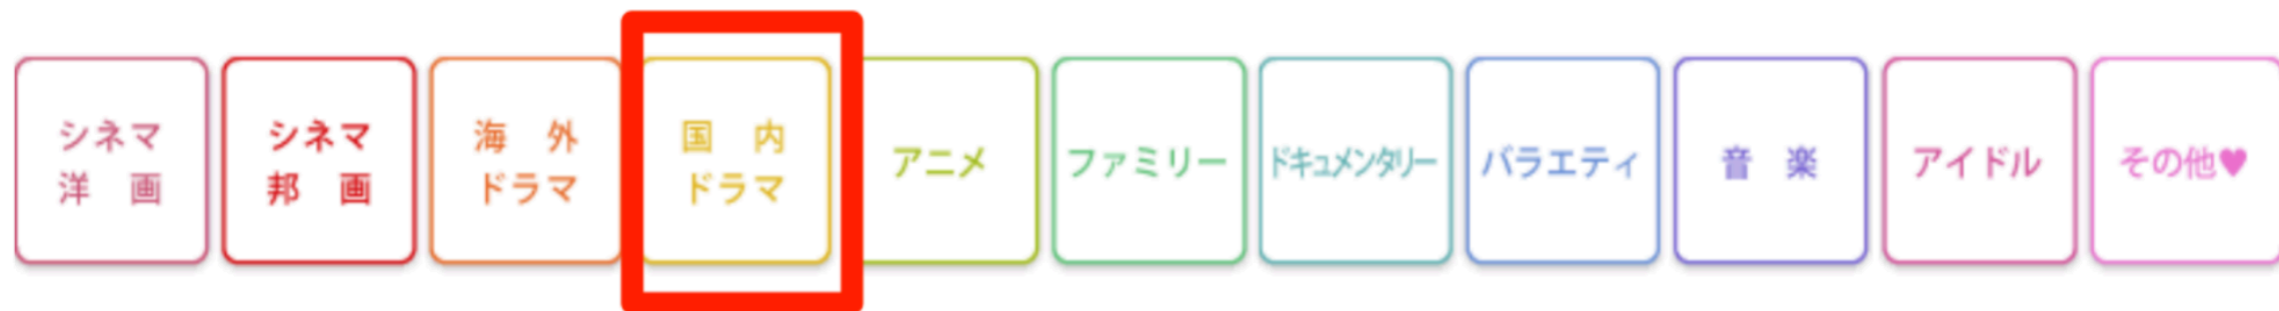 シネマ
洋　画
シネマ
邦　画
海　外
ドラマ
国　内
ドラマ
アニメ
ファミリー
ドキュメンタリー
バラエティ
音　楽
アイドル
その他♥